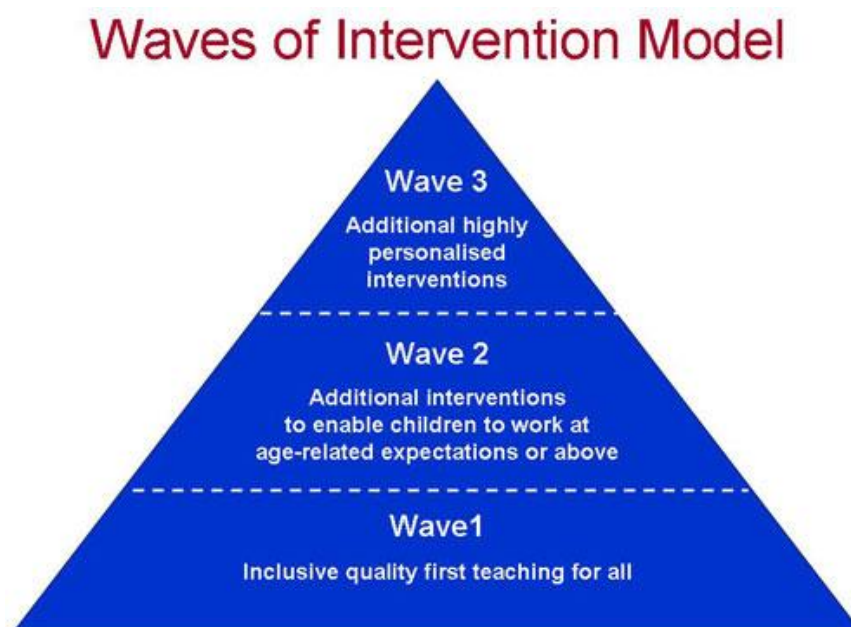 Waves of Intervention Model
Wave 3
Additional highly
personalised
interventions
Wave 2
Additional interventions
to enable children to work at
age-related expectations or above
Wave1
Inclusive quality first teaching for all